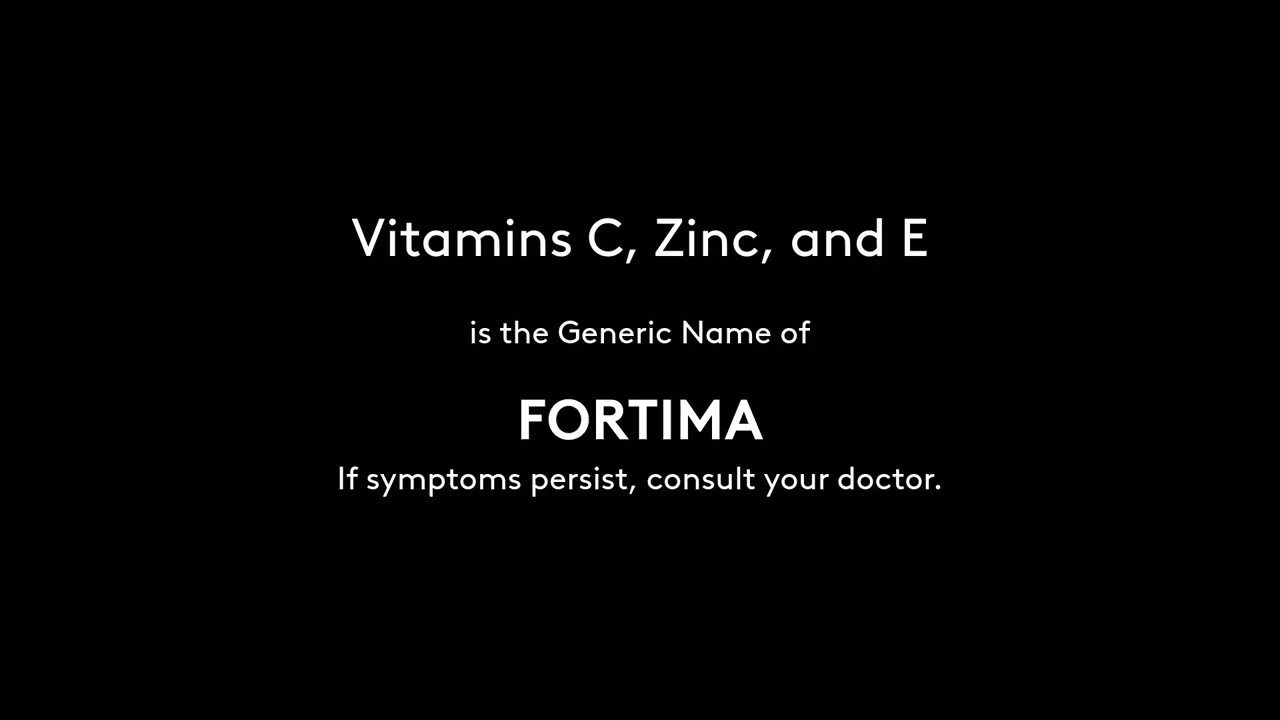 Vitamins C, Zinc, and E
is the Generic Name of
FORTIMA
If symptoms persist, consult your doctor.